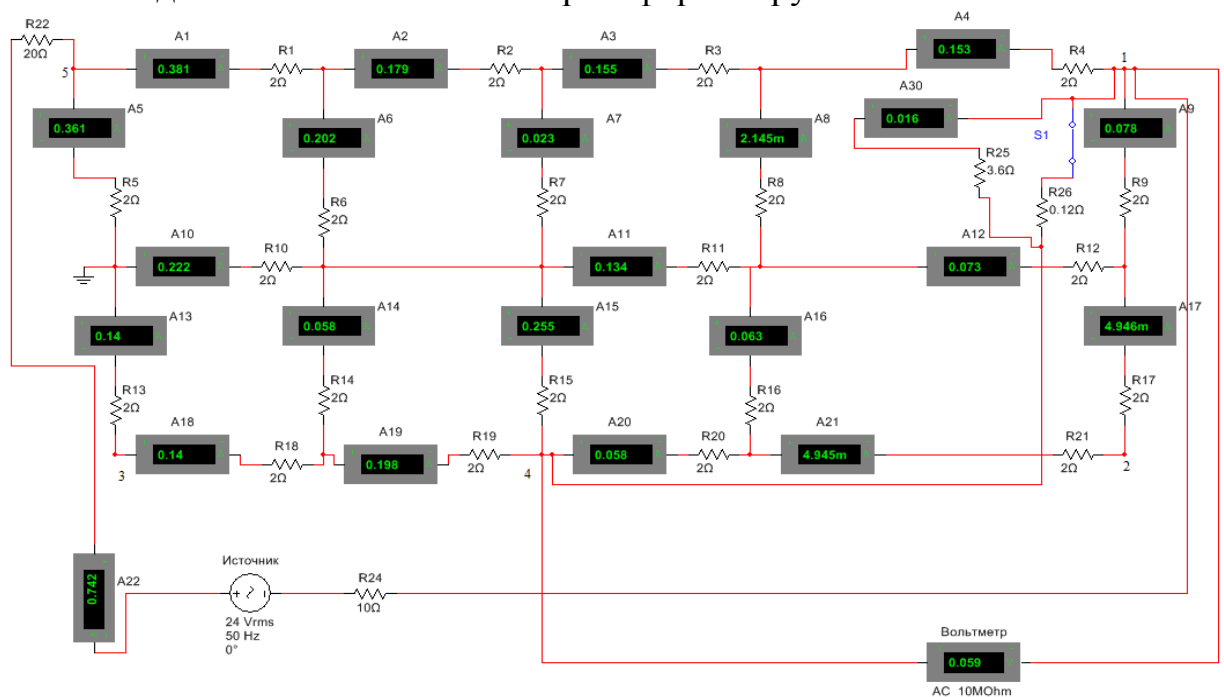 R22
20Ω
5
A1
0.381
R1
2Ω
A2
0.179
R2
2Ω
A3
0.155
R3
2Ω
A4
0.153
R4
2Ω
1
A5
0.361
A6
0.202
A7
0.023
A8
2.145m
A30
0.016
S1
A9
0.078
R25
3.6Ω
R26
0.12Ω
R5
2Ω
R6
2Ω
R7
2Ω
R8
2Ω
R9
2Ω
A10
0.222
R10
2Ω
A11
0.134
R11
2Ω
A12
0.073
R12
2Ω
A13
0.14
A14
0.058
A15
0.255
A16
0.063
A17
4.946m
R13
2Ω
R14
2Ω
R15
2Ω
R16
2Ω
R17
2Ω
3
A18
0.14
R18
2Ω
A19
0.198
R19
2Ω
4
A20
0.058
R20
2Ω
A21
4.945m
R21
2Ω
2
A22
0.742
Источник
24 Vrms
50 Hz
0°
R24
10Ω
Вольтметр
0.059
AC 10MOhm